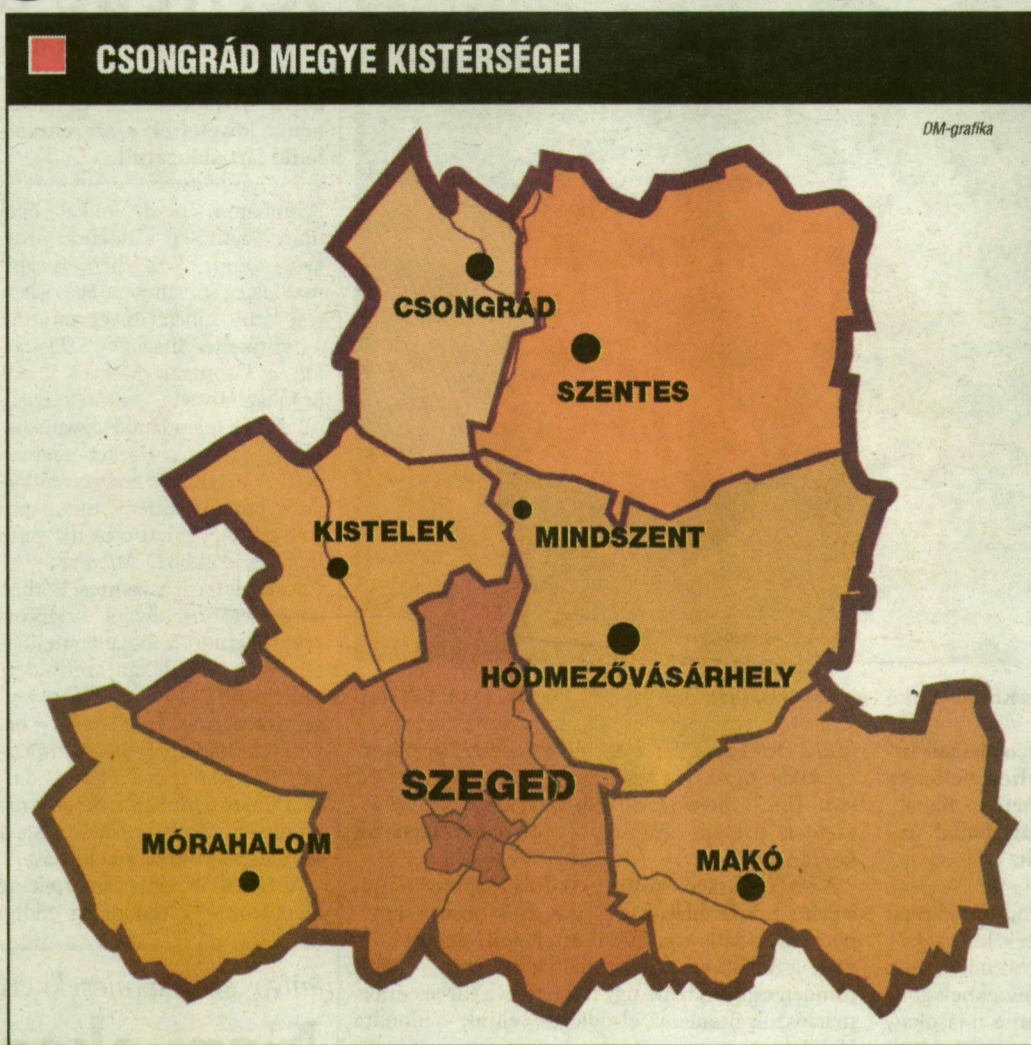 CSONGRÁD MEGYE KISTÉRSÉGEI
DM-grafika
CSONGRÁD
SZENTES
KISTELEK
MINDSZENT
HÓDMEZŐVÁSÁRHELY
SZEGED
MÓRAHALOM
MAKÓ